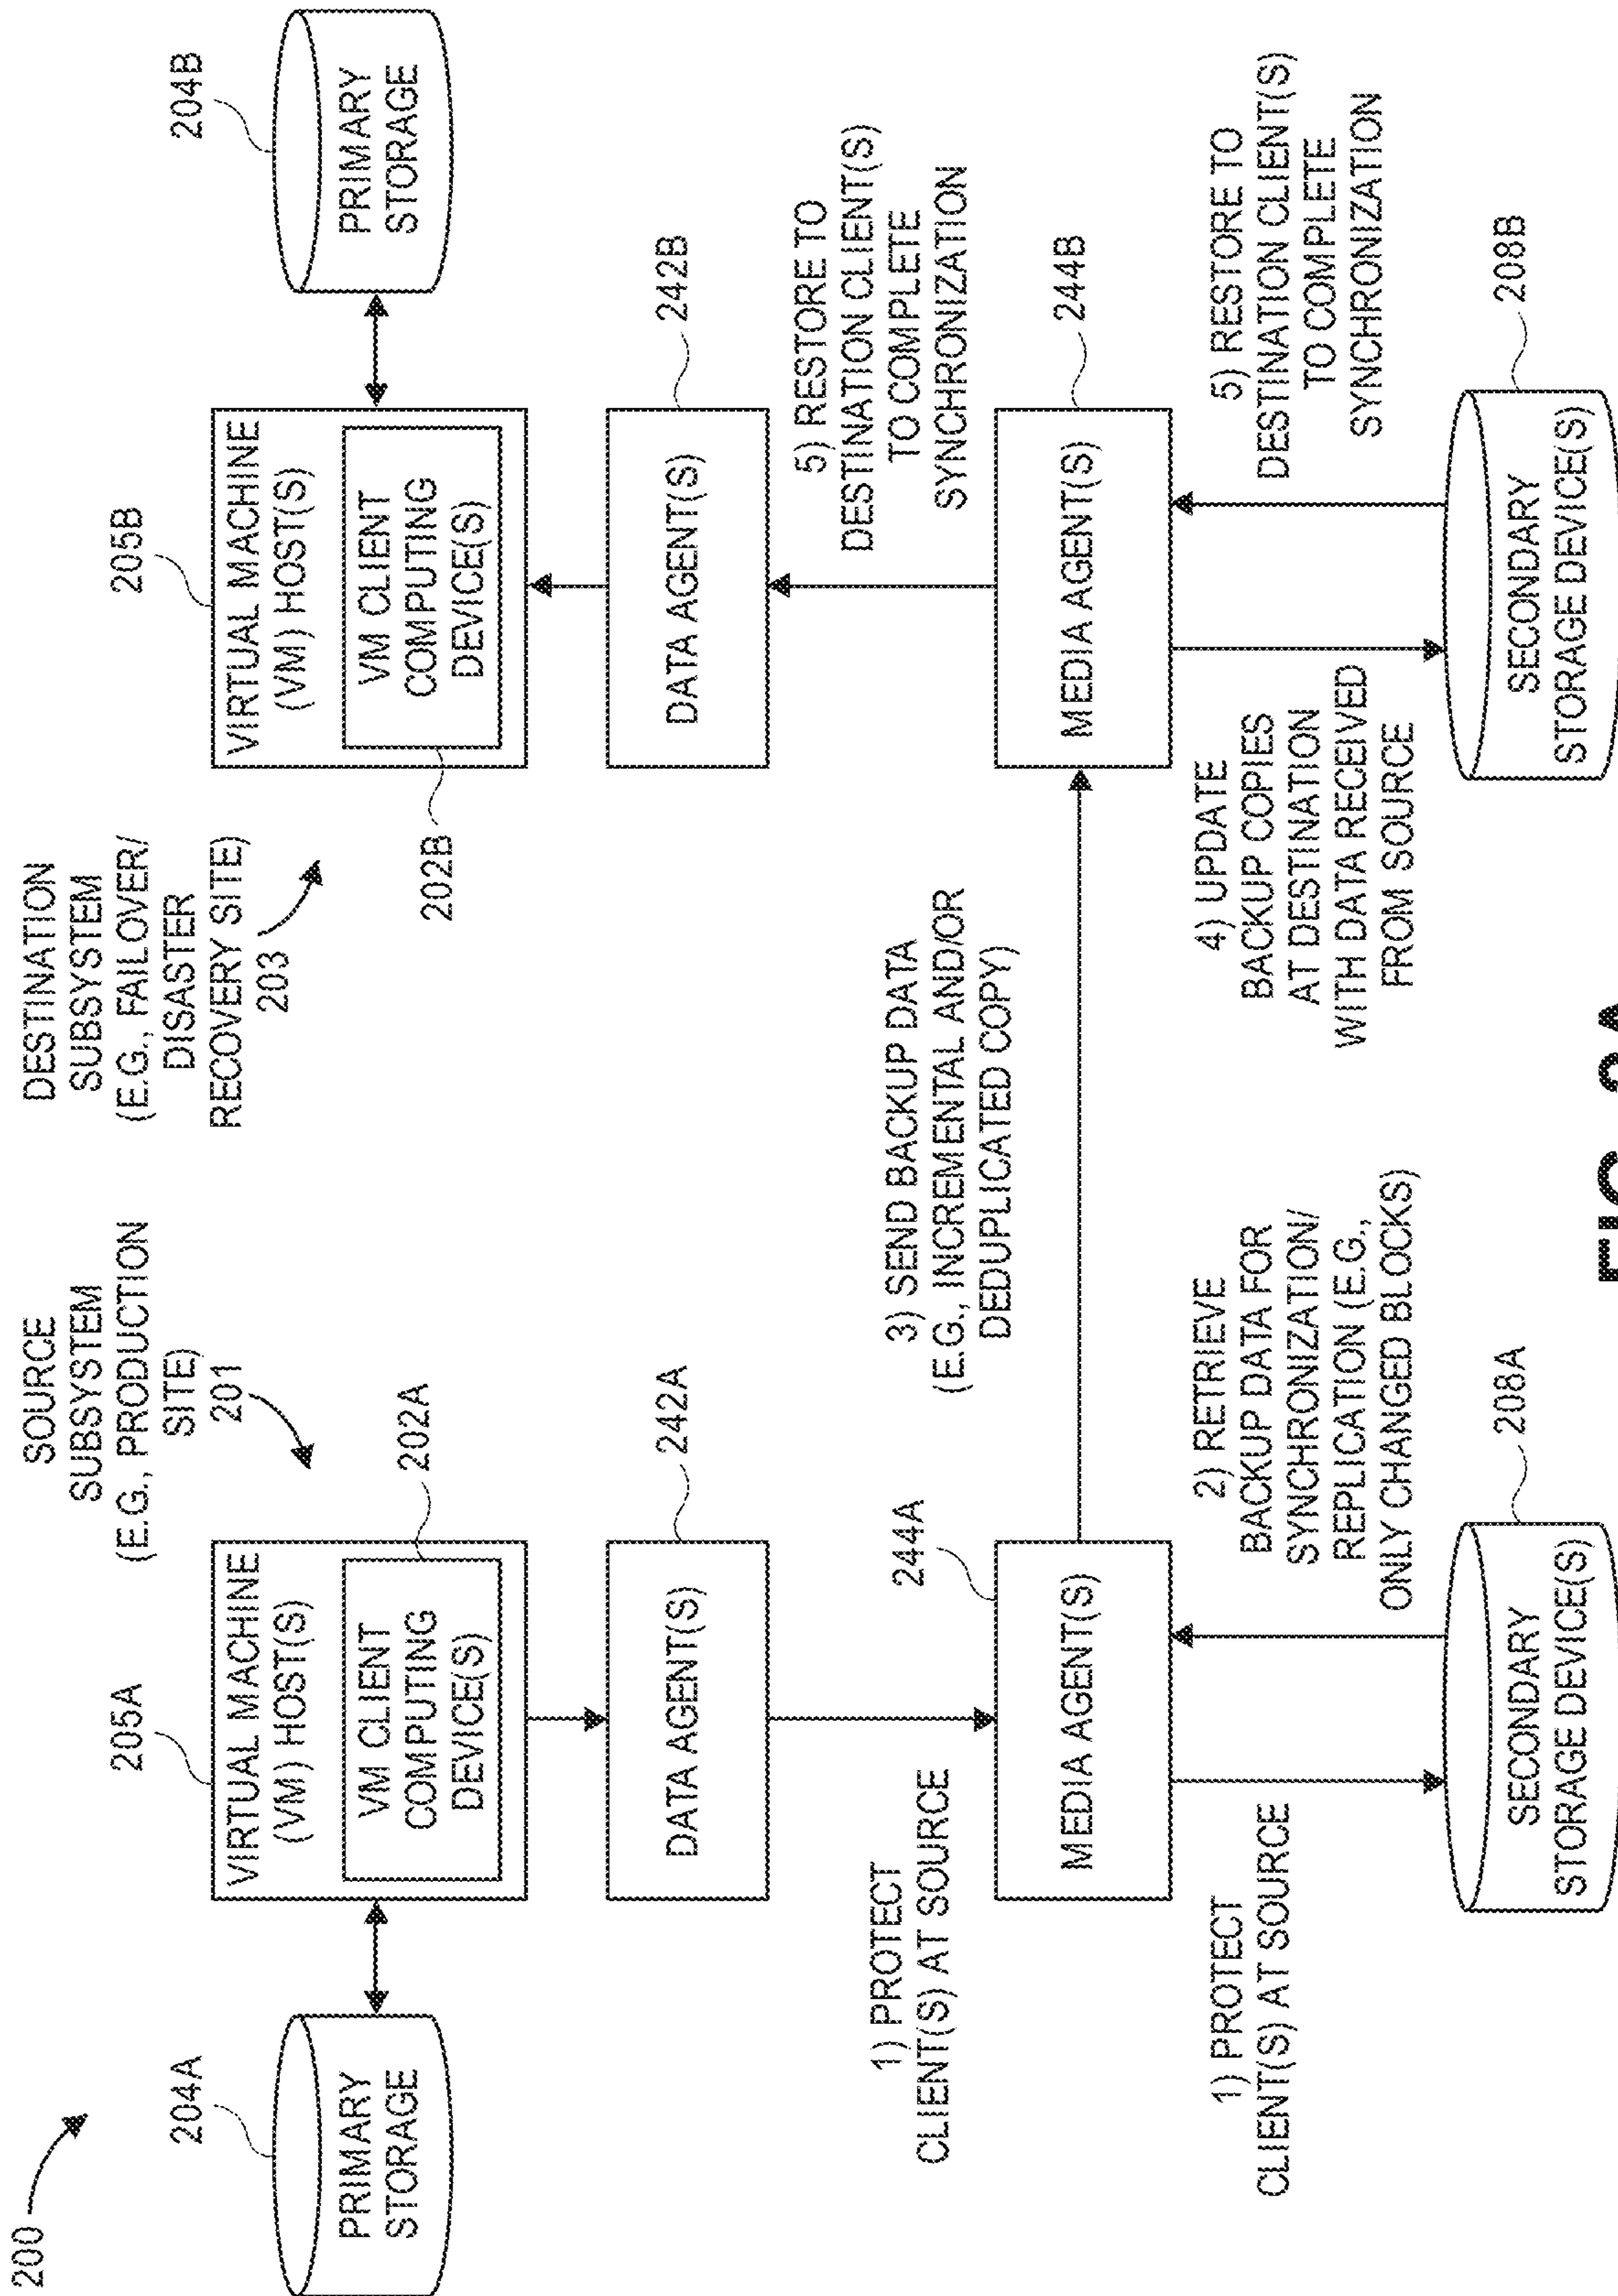 200
SOURCE
SUBSYSTEM
(E.G., PRODUCTION
SITE)
201
DESTINATION
SUBSYSTEM
(E.G., FAILOVER/
DISASTER
RECOVERY SITE)
203
204A
PRIMARY
STORAGE
205A
VIRTUAL MACHINE
(VM) HOST(S)
VM CLIENT
COMPUTING
DEVICE(S)
202A
205B
VIRTUAL MACHINE
(VM) HOST(S)
VM CLIENT
COMPUTING
DEVICE(S)
202B
204B
PRIMARY
STORAGE
DATA AGENT(S)
242A
DATA AGENT(S)
242B
1) PROTECT
CLIENT(S) AT SOURCE
244A
3) SEND BACKUP DATA
(E.G., INCREMENTAL AND/OR
DEDUPLICATED COPY)
5) RESTORE TO
DESTINATION CLIENT(S)
TO COMPLETE
SYNCHRONIZATION
MEDIA AGENT(S)
MEDIA AGENT(S)
244B
1) PROTECT
CLIENT(S) AT SOURCE
2) RETRIEVE
BACKUP DATA FOR
SYNCHRONIZATION/
REPLICATION (E.G.,
ONLY CHANGED BLOCKS)
4) UPDATE
BACKUP COPIES
AT DESTINATION
WITH DATA RECEIVED
FROM SOURCE
5) RESTORE TO
DESTINATION CLIENT(S)
TO COMPLETE
SYNCHRONIZATION
SECONDARY
STORAGE DEVICE(S)
208A
SECONDARY
STORAGE DEVICE(S)
208B